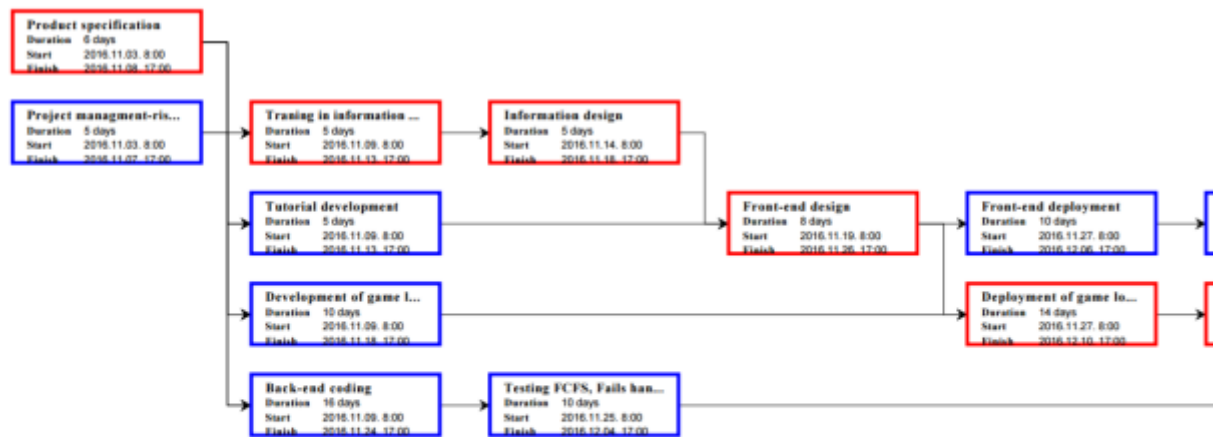 Product specification
Duration 6 days
Start 2016.11.03. 8:00
Finish 2016.11.08. 17:00
Project managment-ris...
Duration 5 days
Start 2016.11.03. 8:00
Finish 2016.11.07. 17:00
Traning in information ...
Duration 5 days
Start 2016.11.09. 8:00
Finish 2016.11.13. 17:00
Information design
Duration 5 days
Start 2016.11.14. 8:00
Finish 2016.11.18. 17:00
Tutorial development
Duration 5 days
Start 2016.11.09. 8:00
Finish 2016.11.13. 17:00
Front-end design
Duration 8 days
Start 2016.11.19. 8:00
Finish 2016.11.26. 17:00
Front-end deployment
Duration 10 days
Start 2016.11.27. 8:00
Finish 2016.12.06. 17:00
Development of game l...
Duration 10 days
Start 2016.11.09. 8:00
Finish 2016.11.18. 17:00
Deployment of game lo...
Duration 14 days
Start 2016.11.27. 8:00
Finish 2016.12.10. 17:00
Back-end coding
Duration 16 days
Start 2016.11.09. 8:00
Finish 2016.11.24. 17:00
Testing FCFS, Fails han...
Duration 10 days
Start 2016.11.25. 8:00
Finish 2016.12.04. 17:00